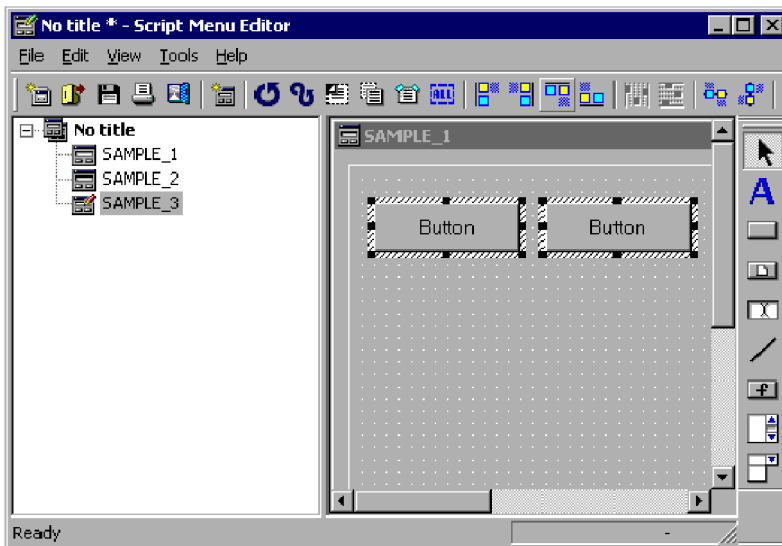 No title * - Script Menu Editor
File Edit View Tools Help
ALL
No title
SAMPLE_1
SAMPLE_2
SAMPLE_3
SAMPLE_1
Button Button
A
f
Ready -